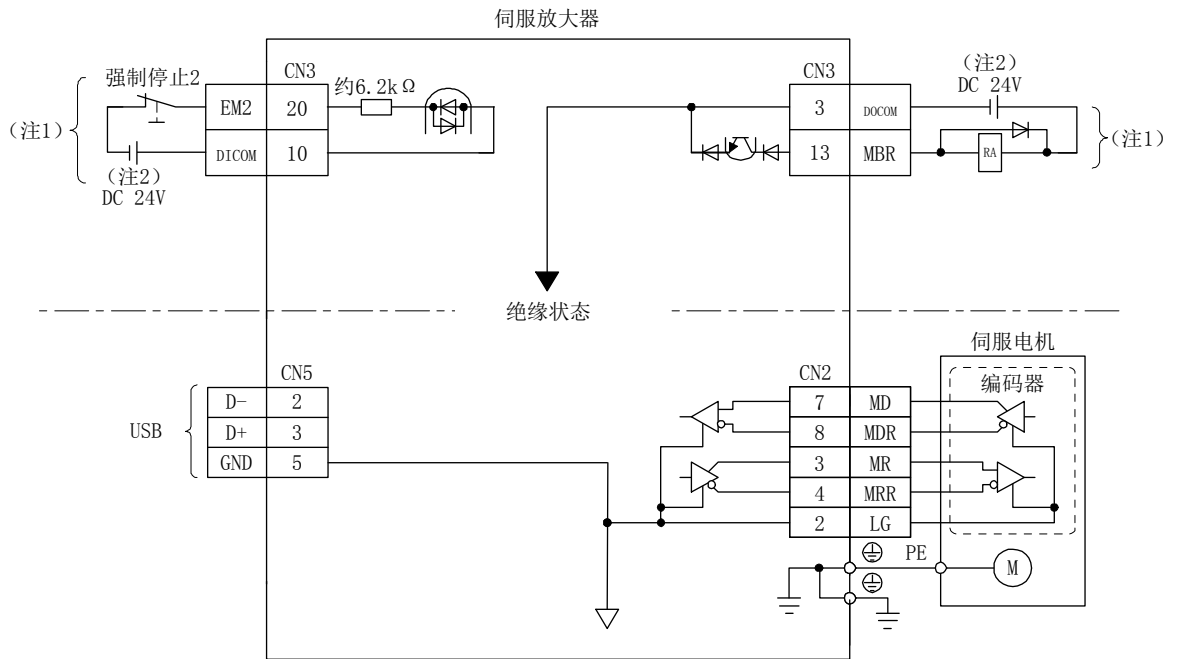 伺服放大器
强制停止2
CN3
约6.2kΩ
EM2 20
DICOM 10
(注1)
(注2)
DC 24V
CN3
(注2)
DC 24V
3 DOCOM
13 MBR
RA
(注1)
绝缘状态
伺服电机
编码器
CN5
USB
D- 2
D+ 3
GND 5
CN2
7 MD
8 MDR
3 MR
4 MRR
2 LG
PE
M